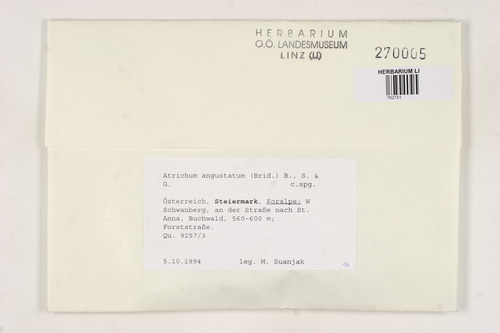 HERBARIUM
O.Ö. LANDESMUSEUM
LINZ (LI)
270005
HERBARIUM LI
762151
Atrichum angustatum (Brid.) B., S. &
G. c.spg.
Österreich, Steiermark, Koralpe: W
Schwanberg, an der Straße nach St.
Anna, Buchwald, 560-600 m;
Forststraße.
Qu. 9257/3
5.10.1994 leg. M. Suanjak